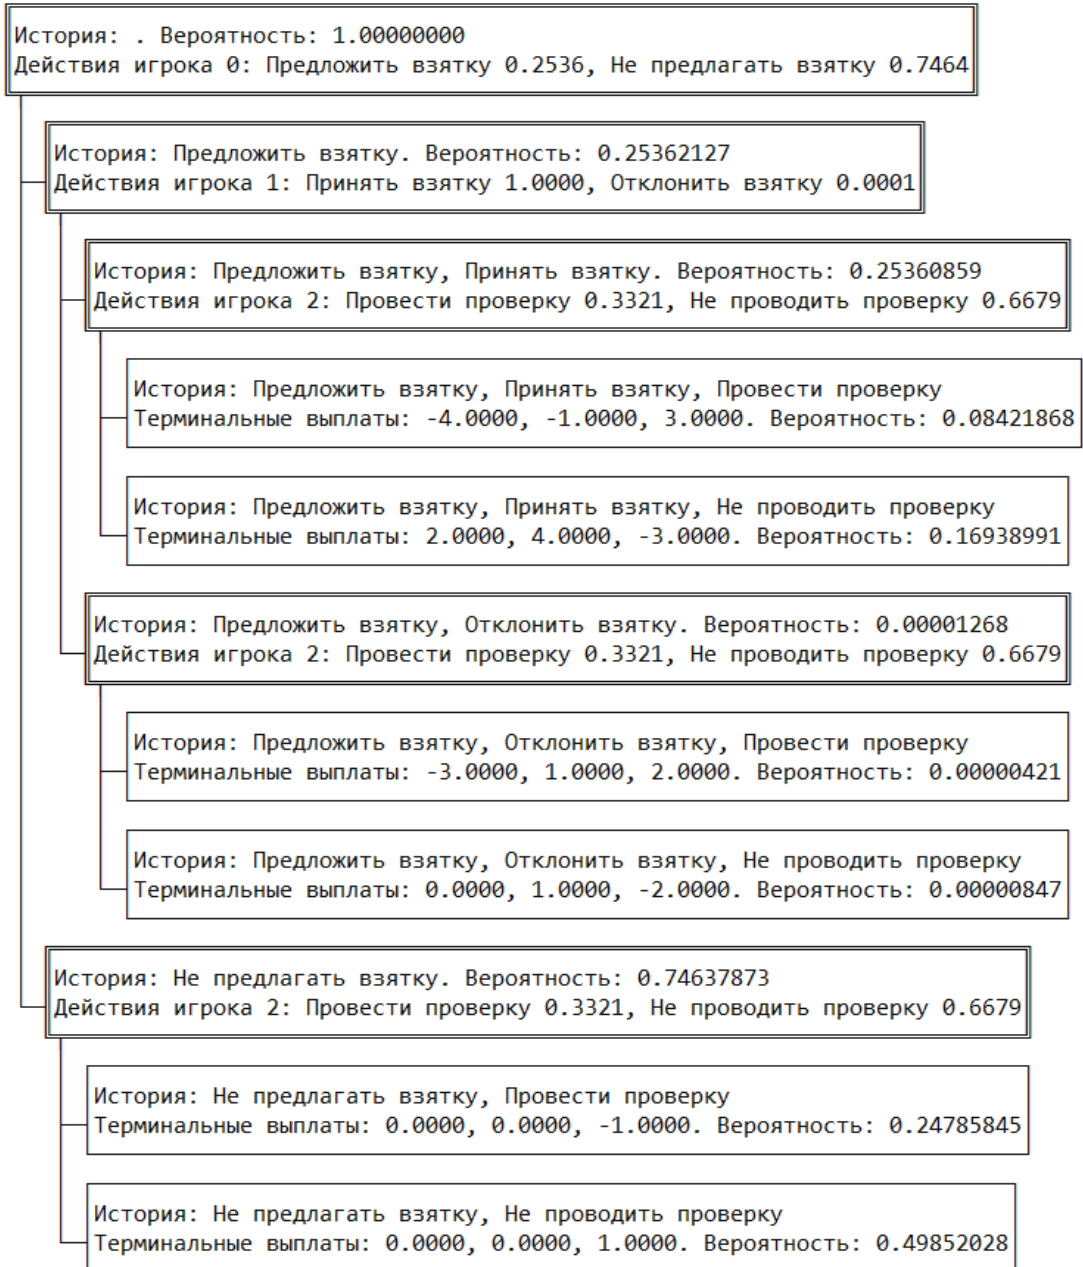 История: . Вероятность: 1.00000000
Действия игрока 0: Предложить взятку 0.2536, Не предлагать взятку 0.7464
История: Предложить взятку. Вероятность: 0.25362127
Действия игрока 1: Принять взятку 1.0000, Отклонить взятку 0.0001
История: Предложить взятку, Принять взятку. Вероятность: 0.25360859
Действия игрока 2: Провести проверку 0.3321, Не проводить проверку 0.6679
История: Предложить взятку, Принять взятку, Провести проверку
Терминальные выплаты: -4.0000, -1.0000, 3.0000. Вероятность: 0.08421868
История: Предложить взятку, Принять взятку, Не проводить проверку
Терминальные выплаты: 2.0000, 4.0000, -3.0000. Вероятность: 0.16938991
История: Предложить взятку, Отклонить взятку. Вероятность: 0.00001268
Действия игрока 2: Провести проверку 0.3321, Не проводить проверку 0.6679
История: Предложить взятку, Отклонить взятку, Провести проверку
Терминальные выплаты: -3.0000, 1.0000, 2.0000. Вероятность: 0.00000421
История: Предложить взятку, Отклонить взятку, Не проводить проверку
Терминальные выплаты: 0.0000, 1.0000, -2.0000. Вероятность: 0.00000847
История: Не предлагать взятку. Вероятность: 0.74637873
Действия игрока 2: Провести проверку 0.3321, Не проводить проверку 0.6679
История: Не предлагать взятку, Провести проверку
Терминальные выплаты: 0.0000, 0.0000, -1.0000. Вероятность: 0.24785845
История: Не предлагать взятку, Не проводить проверку
Терминальные выплаты: 0.0000, 0.0000, 1.0000. Вероятность: 0.49852028